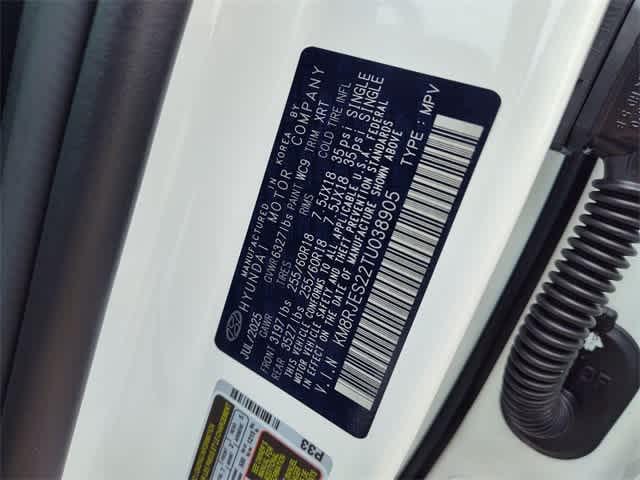 MANUFACTURED IN KOREA BY
HYUNDAI MOTOR COMPANY
JUL/2025 GVWR 6327lbs PAINT WC9 TRIM XRT
GAWR TIRES RIMS COLD TIRE INFL
FRONT 3197lbs 255/60R18 7.5JX18 35psi SINGLE
REAR 3527lbs 255/60R18 7.5JX18 35psi SINGLE
THIS VEHICLE CONFORMS TO ALL APPLICABLE U.S.A. FEDERAL
MOTOR VEHICLE SAFETY AND THEFT PREVENTION STANDARDS
IN EFFECT ON THE DATE OF MANUFACTURE SHOWN ABOVE
V.I.N KM8RJES22TU038905 TYPE : MPV
P33